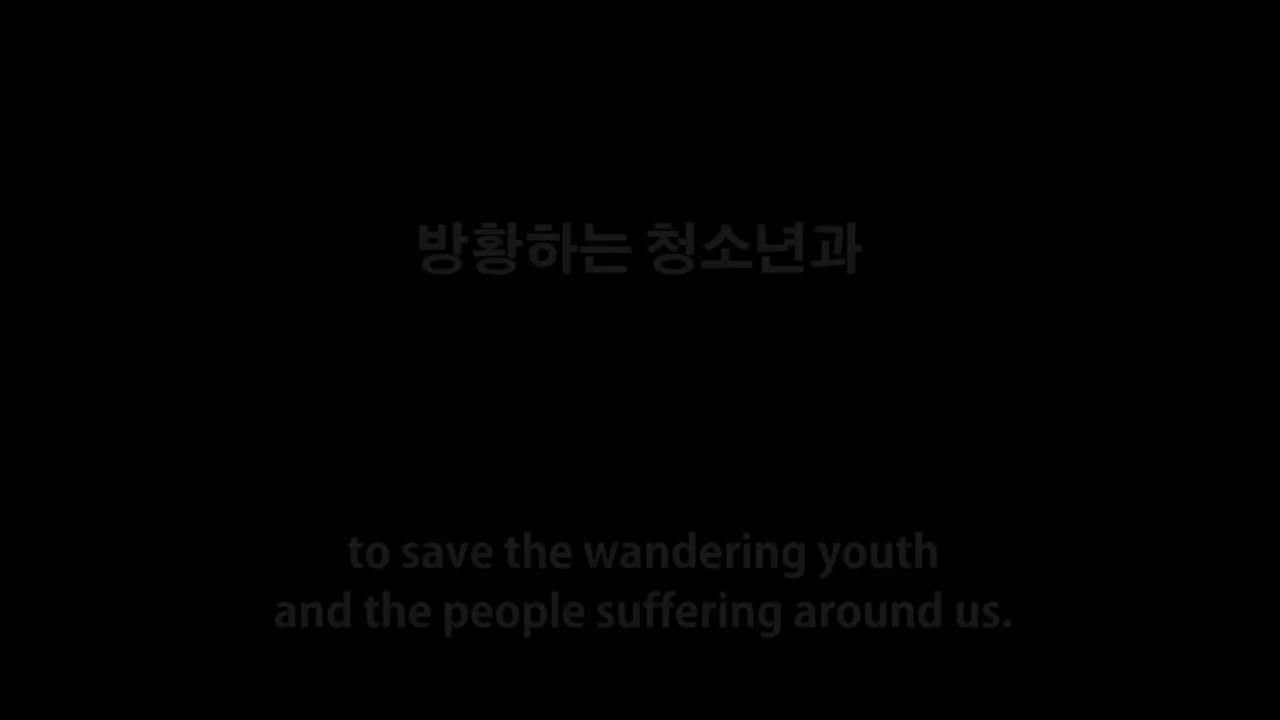 방황하는 청소년과
to save the wandering youth
and the people suffering around us.